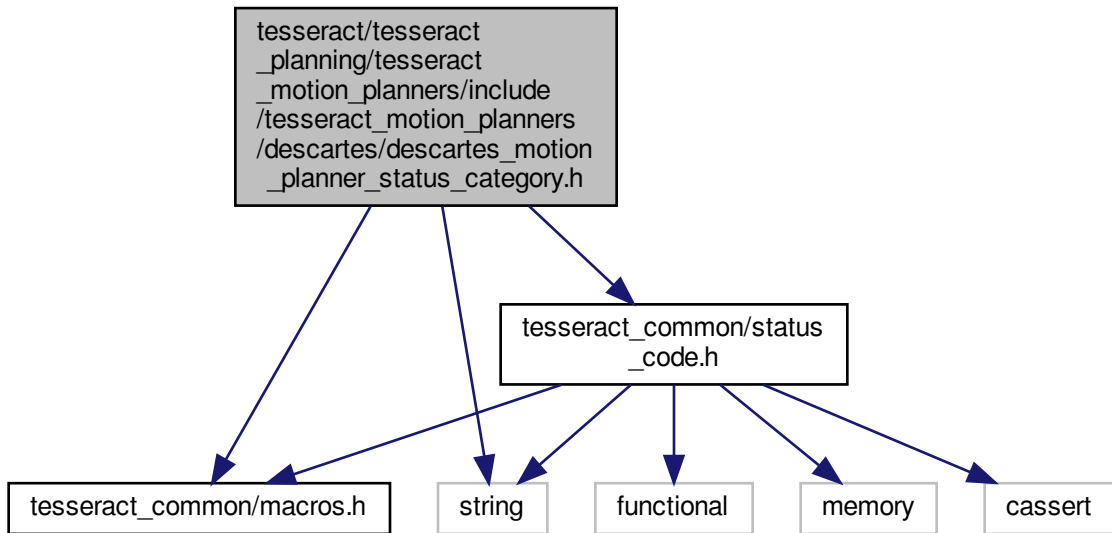 tesseract/tesseract
_planning/tesseract
_motion_planners/include
/tesseract_motion_planners
/descartes/descartes_motion
_planner_status_category.h
tesseract_common/status
_code.h
tesseract_common/macros.h
string
functional
memory
cassert